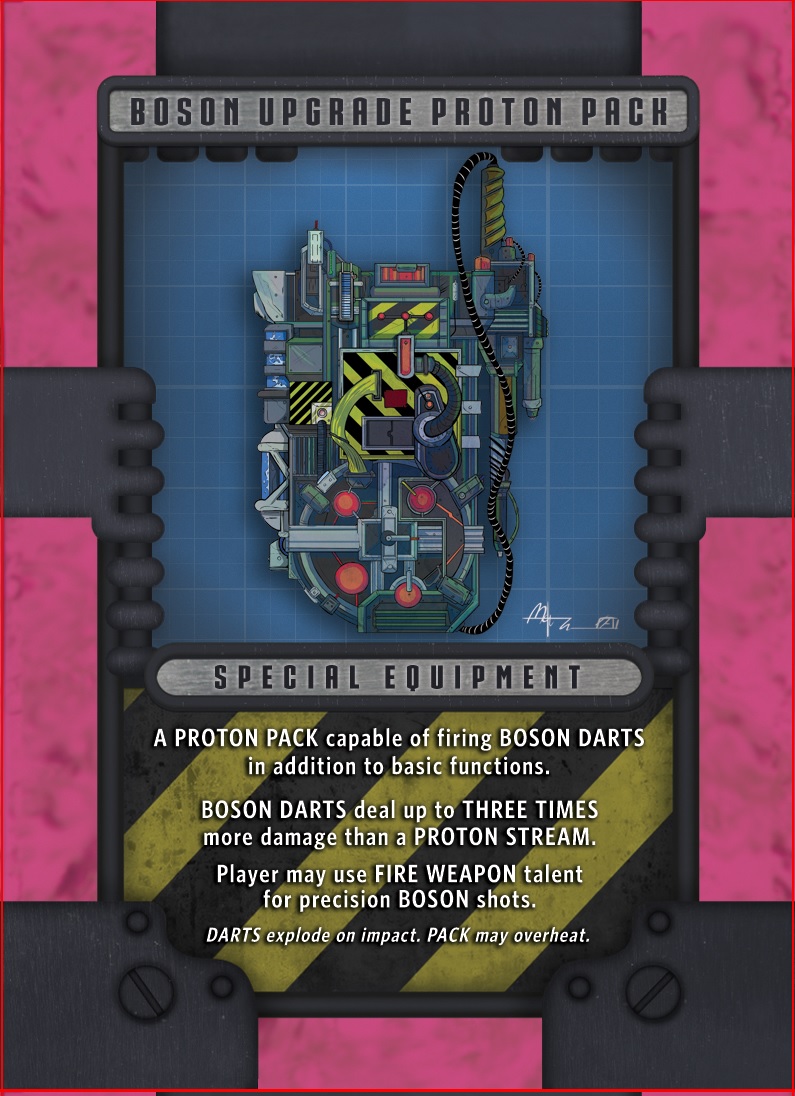 BOSON UPGRADE PROTON PACK
SPECIAL EQUIPMENT
A PROTON PACK capable of firing BOSON DARTS
in addition to basic functions.
BOSON DARTS deal up to THREE TIMES
more damage than a PROTON STREAM.
Player may use FIRE WEAPON talent
for precision BOSON shots.
DARTS explode on impact. PACK may overheat.